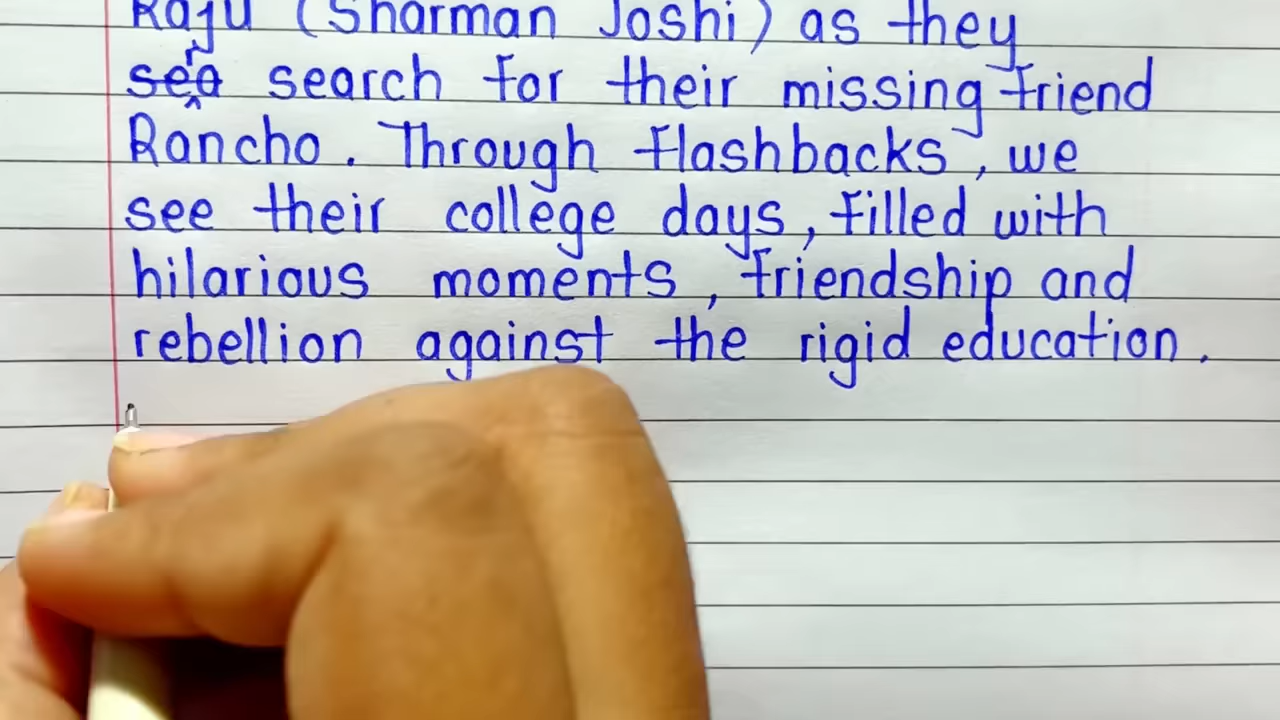 Raju (Sharman Joshi) as they
sea search for their missing friend
Rancho. Through flashbacks, we
see their college days, filled with
hilarious moments, friendship and
rebellion against the rigid education.